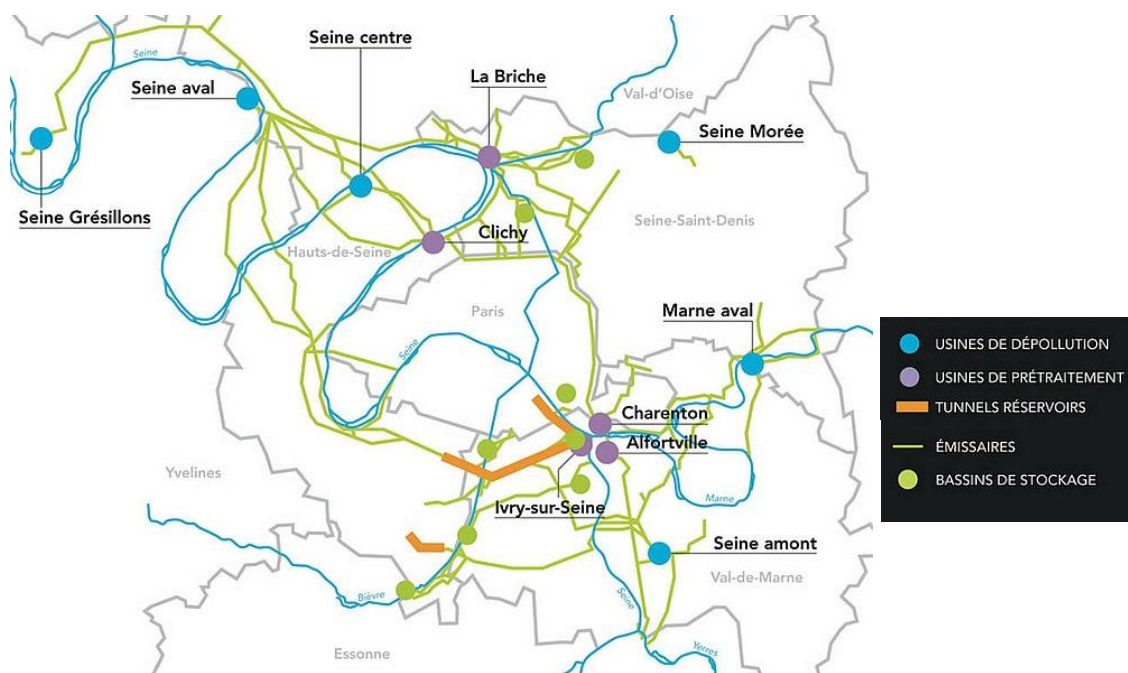 Seine centre
Seine
La Briche
Seine aval
Val-d'Oise
Seine Morée
Seine Grésillons
Seine-Saint-Denis
Clichy
Hauts-de-Seine
Paris
Marne aval
Seine
Charenton
Alfortville
Yvelines
Marne
Ivry-sur-Seine
Seine amont
Val-de-Marne
Bièvre
Seine
Essonne
Yerres
USINES DE DÉPOLLUTION
USINES DE PRÉTRAITEMENT
TUNNELS RÉSERVOIRS
ÉMISSAIRES
BASSINS DE STOCKAGE